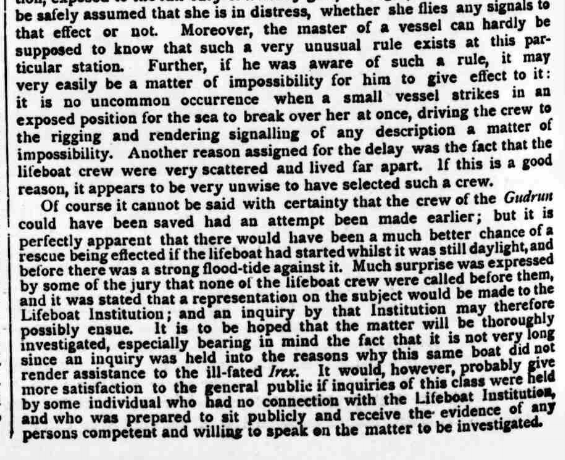 be safely assumed that she is in distress, whether she flies any signals to
that effect or not. Moreover, the master of a vessel can hardly be
supposed to know that such a very unusual rule exists at this par-
ticular station. Further, if he was aware of such a rule, it may
very easily be a matter of impossibility for him to give effect to it:
it is no uncommon occurrence when a small vessel strikes in an
exposed position for the sea to break over her at once, driving the crew to
the rigging and rendering signalling of any description a matter of
impossibility. Another reason assigned for the delay was the fact that the
lifeboat crew were very scattered and lived far apart. If this is a good
reason, it appears to be very unwise to have selected such a crew.
Of course it cannot be said with certainty that the crew of the Gudrun
could have been saved had an attempt been made earlier; but it is
perfectly apparent that there would have been a much better chance of a
rescue being effected if the lifeboat had started whilst it was still daylight, and
before there was a strong flood-tide against it. Much surprise was expressed
by some of the jury that none of the lifeboat crew were called before them,
and it was stated that a representation on the subject would be made to the
Lifeboat Institution; and an inquiry by that Institution may therefore
possibly ensue. It is to be hoped that the matter will be thoroughly
investigated, especially bearing in mind the fact that it is not very long
since an inquiry was held into the reasons why this same boat did not
render assistance to the ill-fated Irex. It would, however, probably give
more satisfaction to the general public if inquiries of this class were held
by some individual who had no connection with the Lifeboat Institution,
and who was prepared to sit publicly and receive the evidence of any
persons competent and willing to speak on the matter to be investigated.